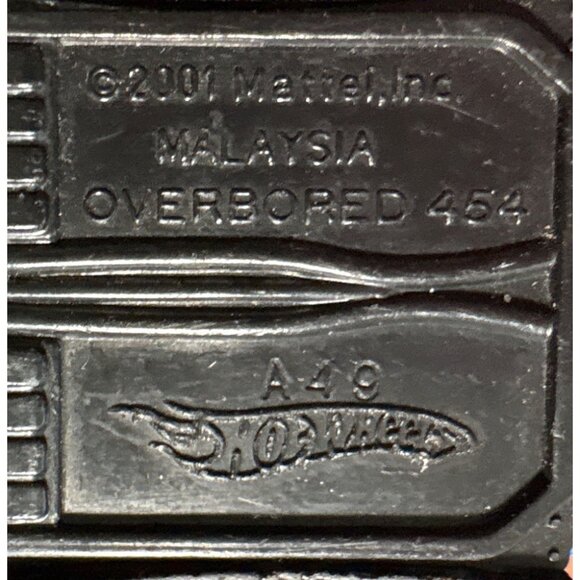 ©2001 Mattel,Inc.
MALAYSIA
OVERBORED 454
A49
HOT WHEELS